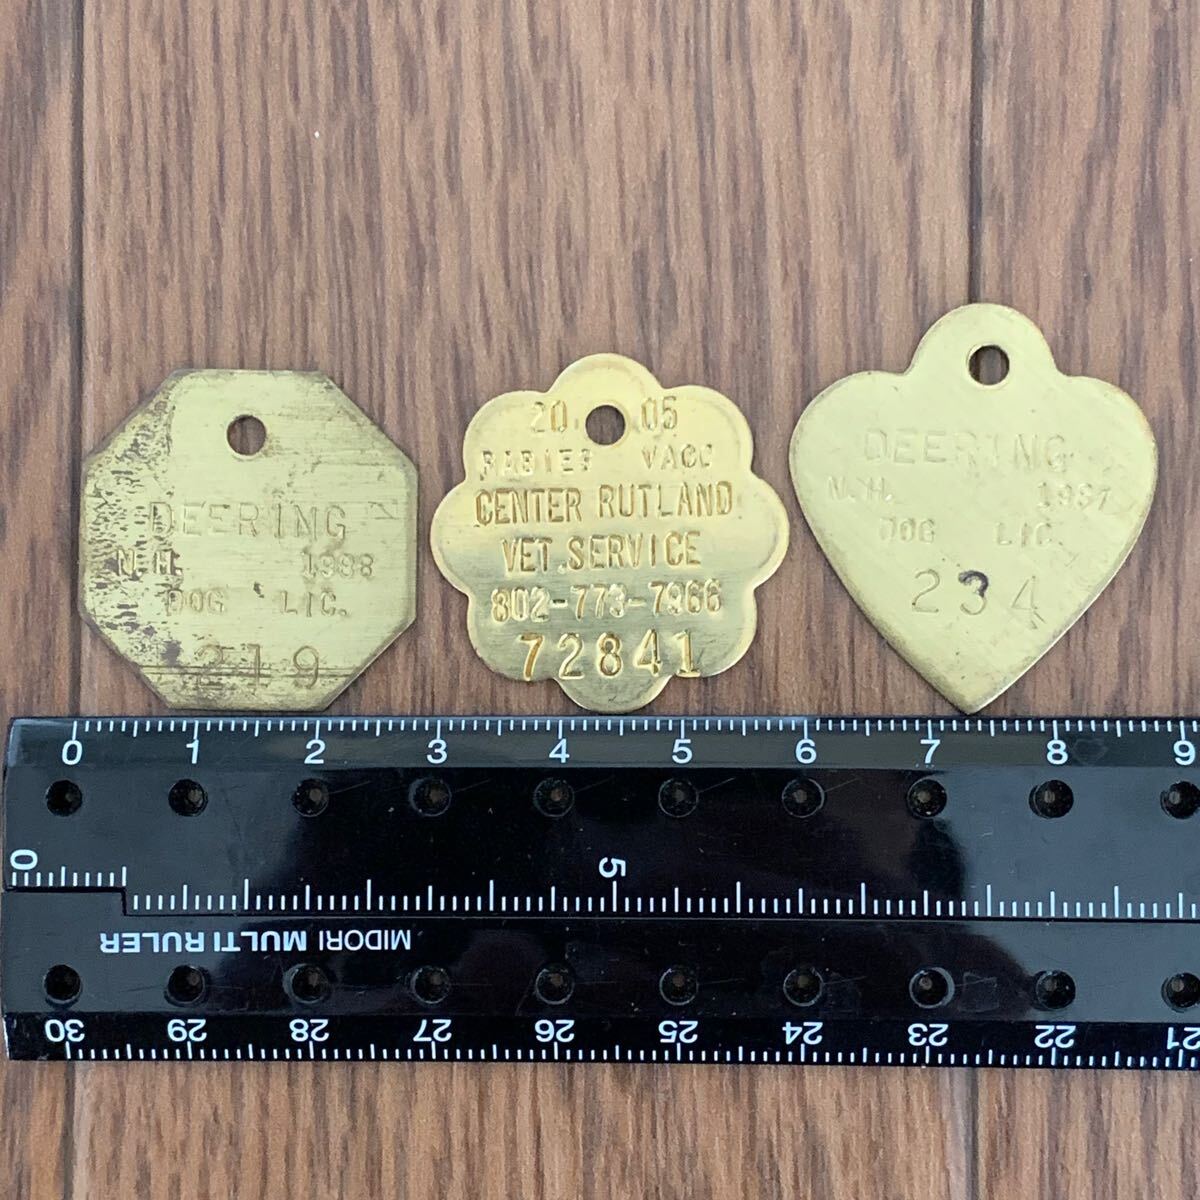 DEERING
N.H. 1988
DOG LIC.
219
20 05
RABIES VACC
CENTER RUTLAND
VET. SERVICE
802-773-7966
72841
DEERING
N.H. 1987
DOG LIC.
234
0 1 2 3 4 5 6 7 8 9
0 5
MIDORI MULTI RULER
30 29 28 27 26 25 24 23 22 21